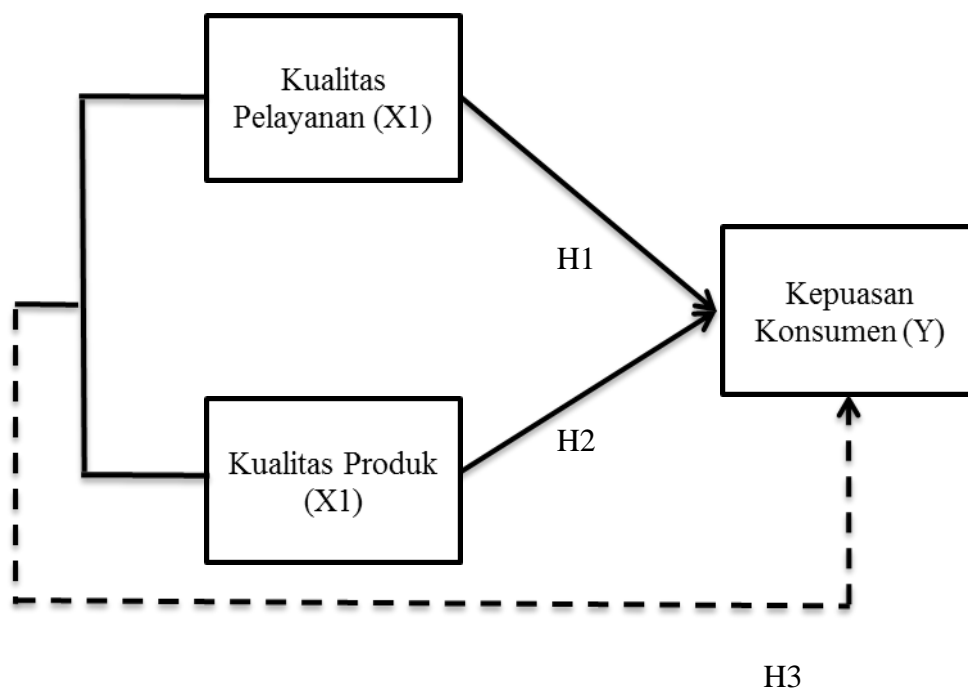 Kualitas
Pelayanan (X1)
H1
Kepuasan
Konsumen (Y)
H2
Kualitas Produk
(X1)
H3